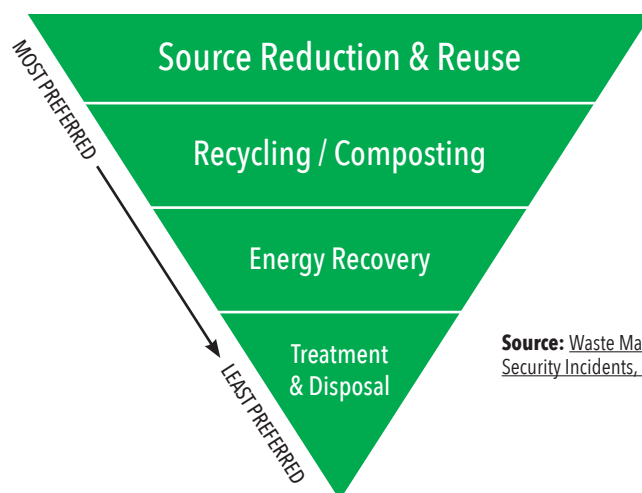 MOST PREFERRED
Source Reduction & Reuse
Recycling / Composting
Energy Recovery
Treatment
& Disposal
LEAST PREFERRED
Source: Waste Ma
Security Incidents,